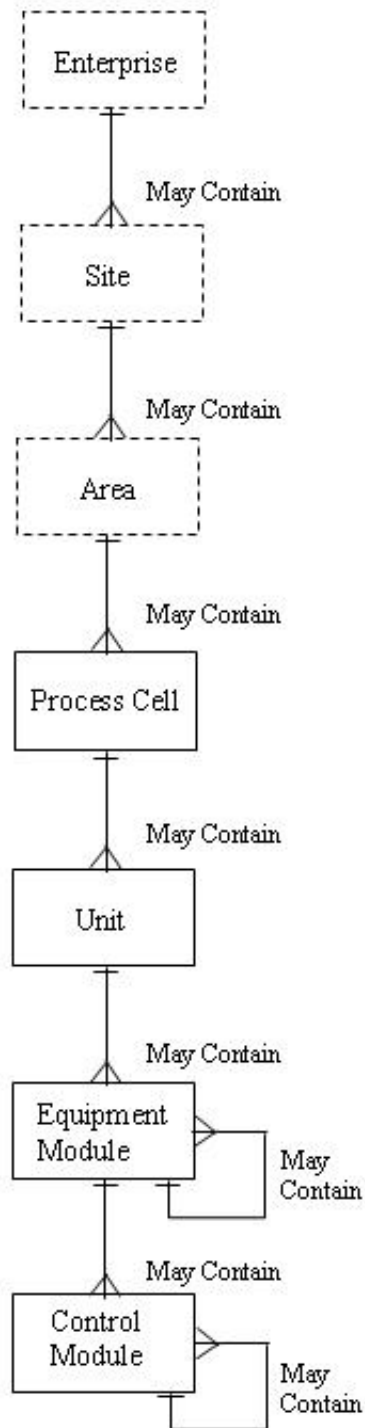 Enterprise
May Contain
Site
May Contain
Area
May Contain
Process Cell
May Contain
Unit
May Contain
Equipment
Module
May
Contain
May Contain
Control
Module
May
Contain